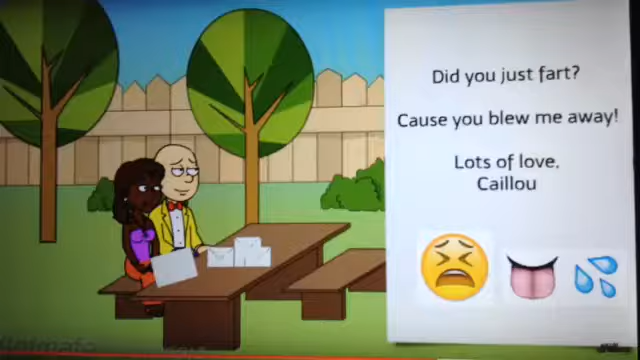 Did you just fart?
Cause you blew me away!
Lots of love.
Caillou